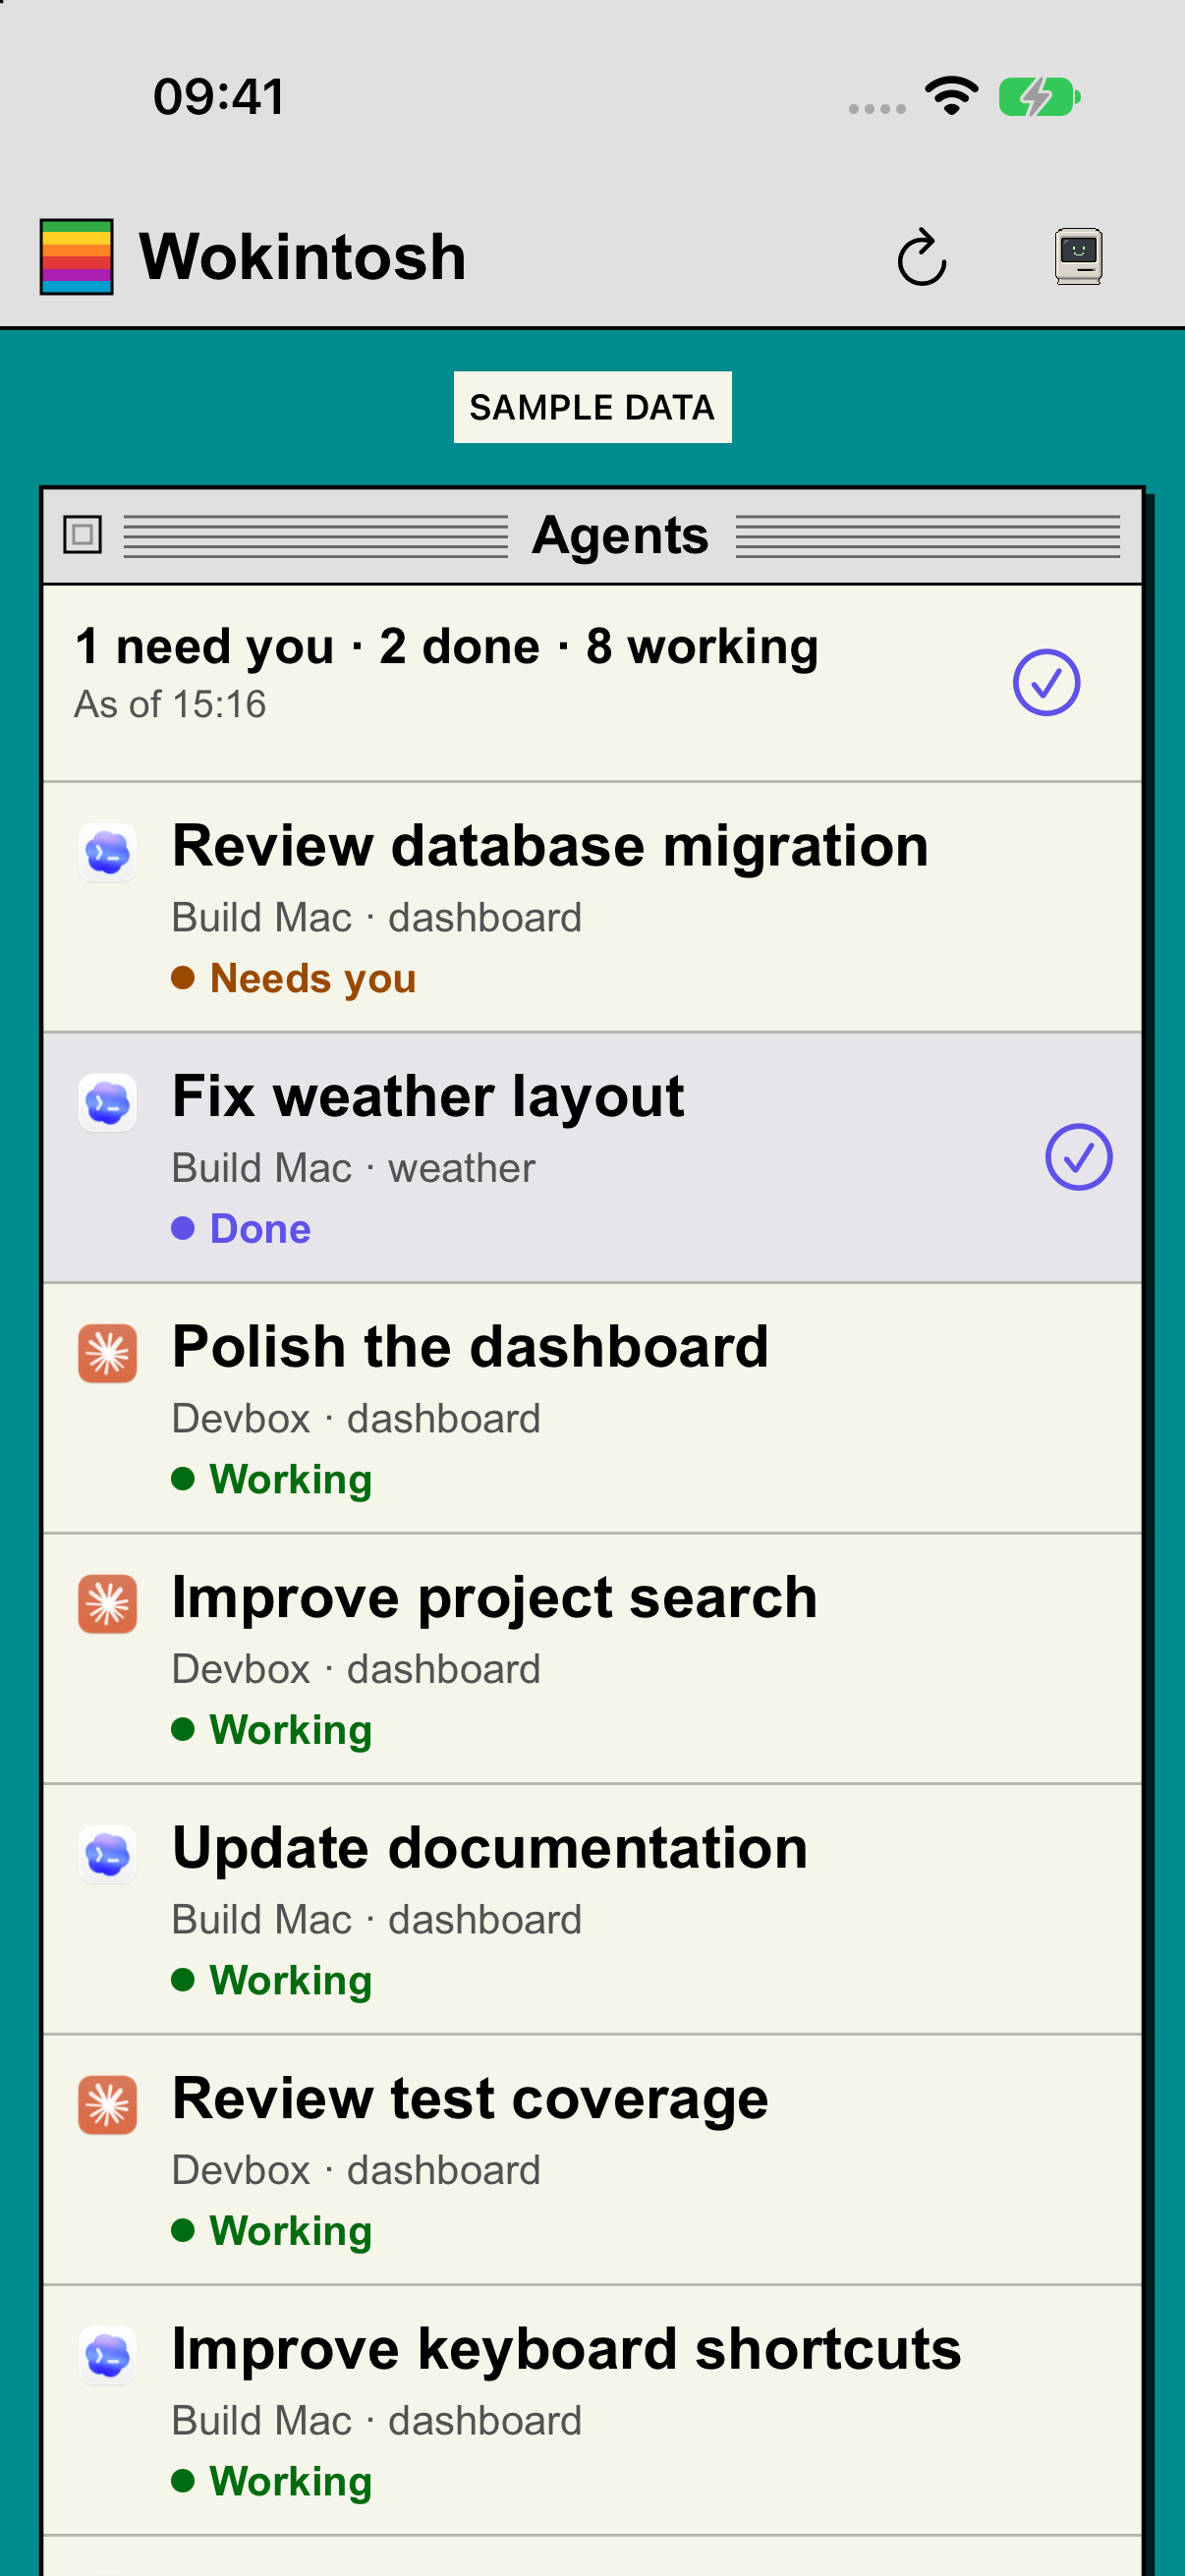 09:41
Wokintosh
SAMPLE DATA
Agents
1 need you · 2 done · 8 working
As of 15:16
Review database migration
Build Mac · dashboard
Needs you
Fix weather layout
Build Mac · weather
Done
Polish the dashboard
Devbox · dashboard
Working
Improve project search
Devbox · dashboard
Working
Update documentation
Build Mac · dashboard
Working
Review test coverage
Devbox · dashboard
Working
Improve keyboard shortcuts
Build Mac · dashboard
Working